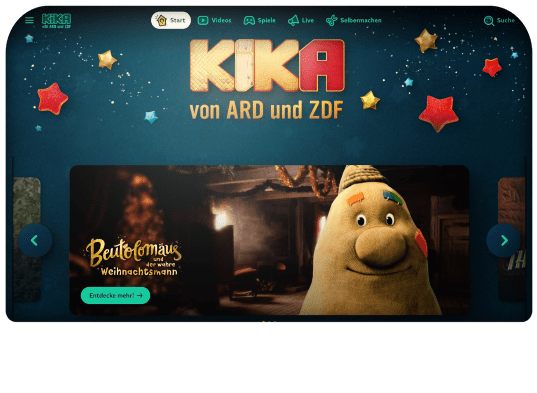 KiKA
von ARD und ZDF
Start
Videos
Spiele
Live
Selbermachen
Suche
KiKA
von ARD und ZDF
Beutolomäus
und
der wahre
Weihnachtsmann
Entdecke mehr!